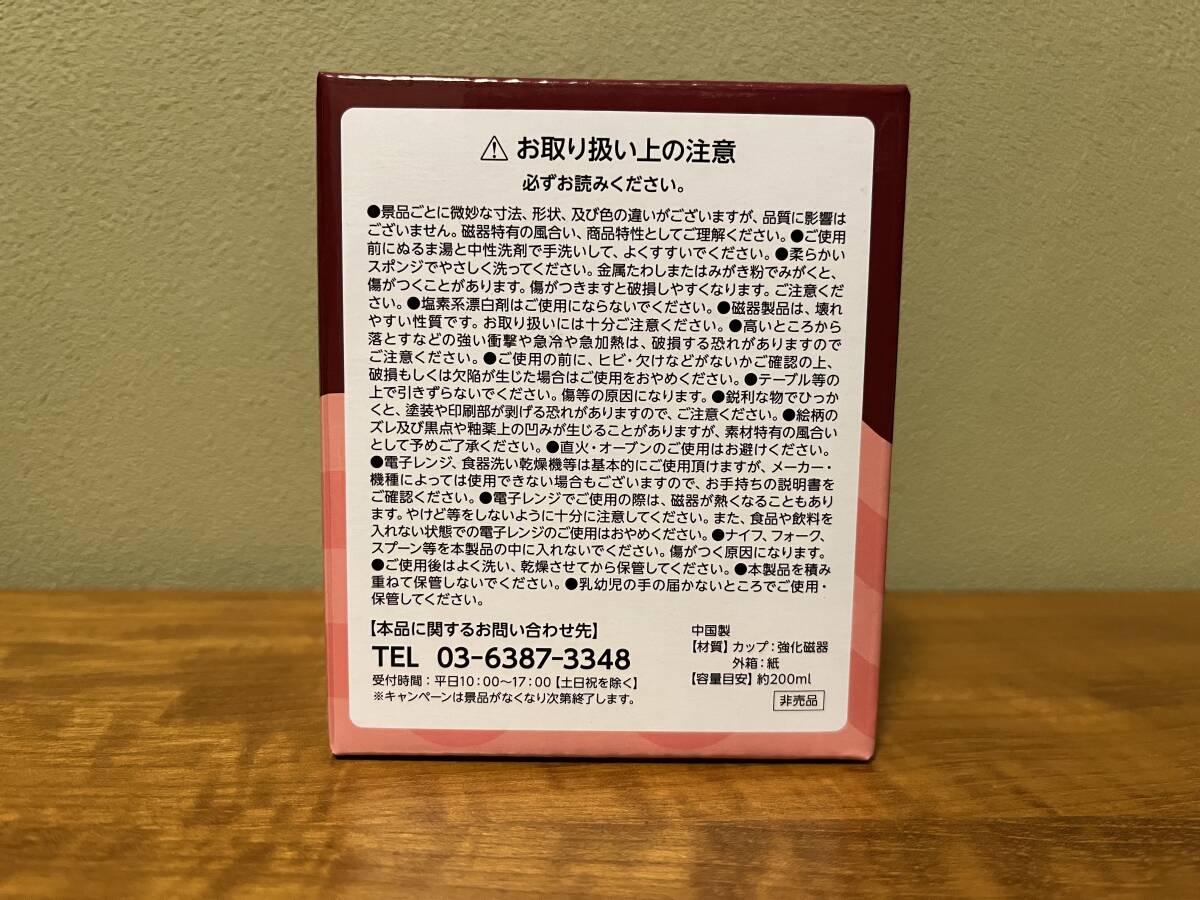 ⚠ お取り扱い上の注意
必ずお読みください。
●景品ごとに微妙な寸法、形状、及び色の違いがございますが、品質に影響は
ございません。磁器特有の風合い、商品特性としてご理解ください。●ご使用
前にぬるま湯と中性洗剤で手洗いして、よくすすいでください。●柔らかい
スポンジでやさしく洗ってください。金属たわしまたはみがき粉でみがくと、
傷がつくことがあります。傷がつきますと破損しやすくなります。ご注意くだ
さい。●塩素系漂白剤はご使用にならないでください。●磁器製品は、壊れ
やすい性質です。お取り扱いには十分ご注意ください。●高いところから
落とすなどの強い衝撃や急冷や急加熱は、破損する恐れがありますので
ご注意ください。●ご使用の前に、ヒビ・欠けなどがないかご確認の上、
破損もしくは欠陥が生じた場合はご使用をおやめください。●テーブル等の
上で引きずらないでください。傷等の原因になります。●鋭利な物でひっか
くと、塗装や印刷部が剥げる恐れがありますので、ご注意ください。●絵柄の
ズレ及び黒点や釉薬上の凹みが生じることがありますが、素材特有の風合い
として予めご了承ください。●直火・オーブンのご使用はお避けください。
●電子レンジ、食器洗い乾燥機等は基本的にご使用頂けますが、メーカー・
機種によっては使用できない場合もございますので、お手持ちの説明書を
ご確認ください。●電子レンジでご使用の際は、磁器が熱くなることもあり
ます。やけど等をしないように十分に注意してください。また、食品や飲料を
入れない状態での電子レンジのご使用はおやめください。●ナイフ、フォーク、
スプーン等を本製品の中に入れないでください。傷がつく原因になります。
●ご使用後はよく洗い、乾燥させてから保管してください。●本製品を積み
重ねて保管しないでください。●乳幼児の手の届かないところでご使用・
保管してください。
【本品に関するお問い合わせ先】
TEL 03-6387-3348
受付時間：平日10：00～17：00【土日祝を除く】
※キャンペーンは景品がなくなり次第終了します。
中国製
【材質】カップ：強化磁器
外箱：紙
【容量目安】約200ml
非売品